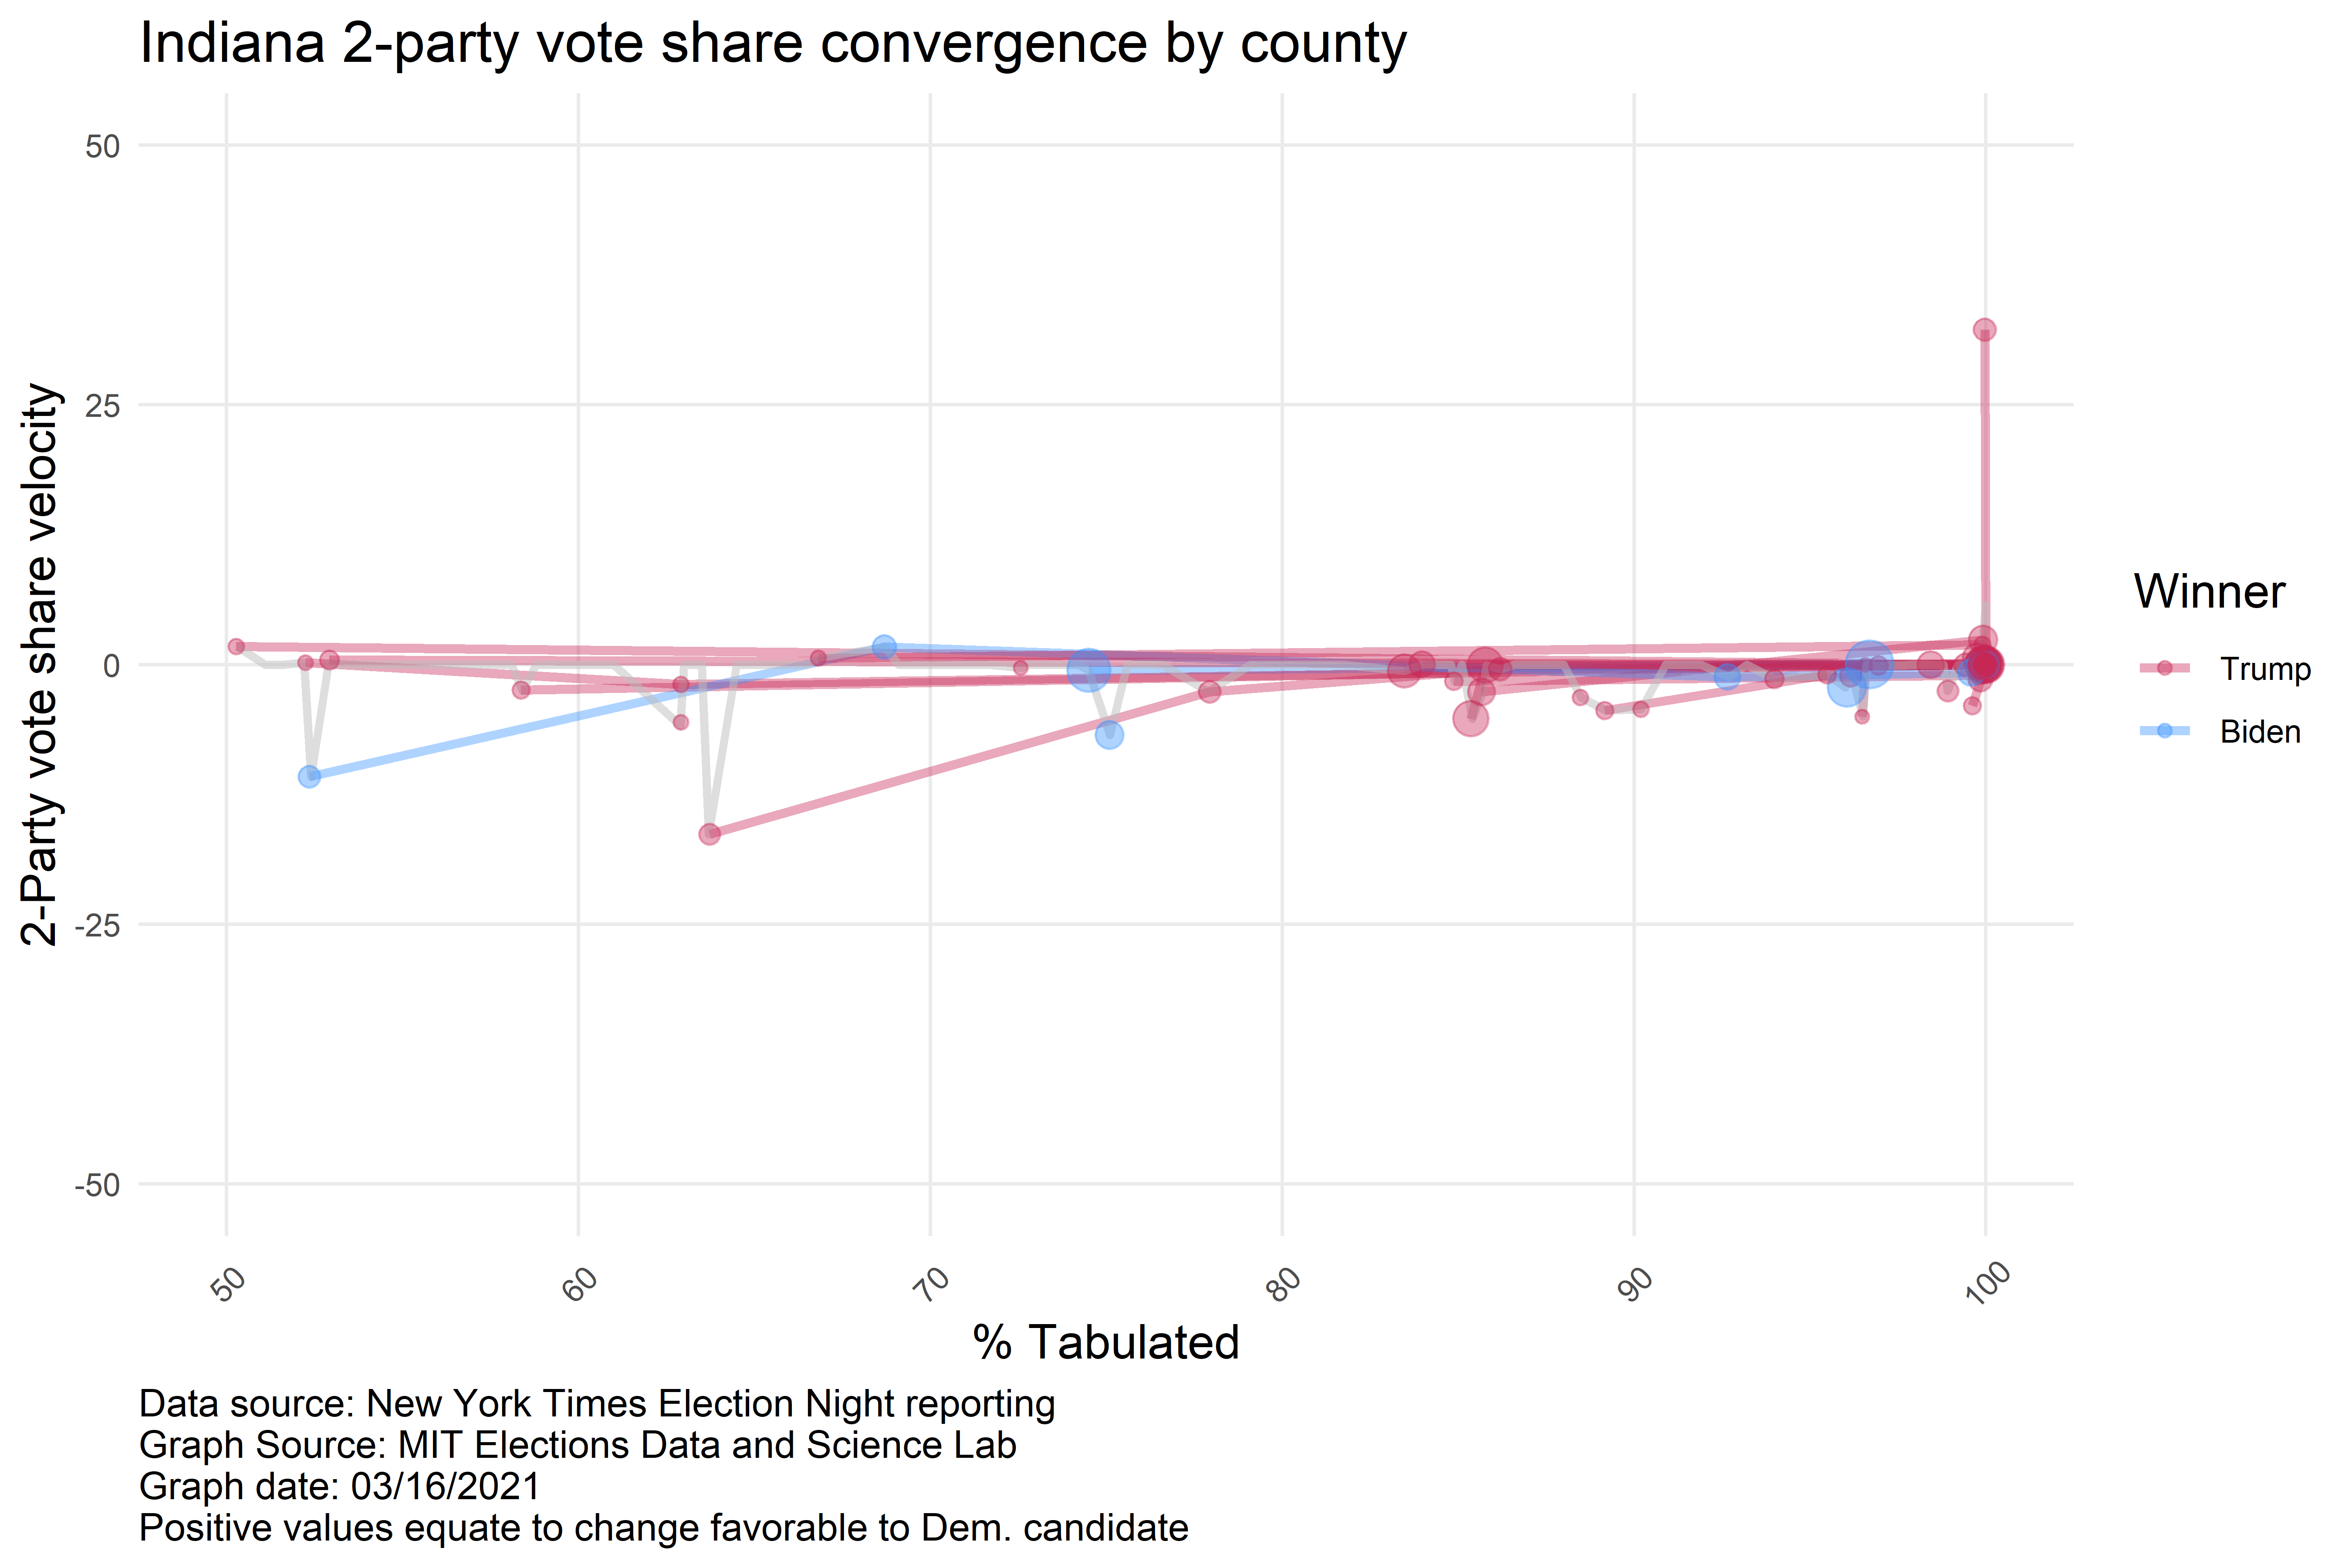 Indiana 2-party vote share convergence by county
2-Party vote share velocity
50
25
0
-25
-50
50
60
70
80
90
100
% Tabulated
Winner
Trump
Biden
Data source: New York Times Election Night reporting
Graph Source: MIT Elections Data and Science Lab
Graph date: 03/16/2021
Positive values equate to change favorable to Dem. candidate